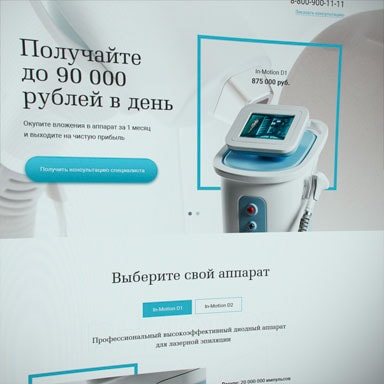 8-800-900-11-11
Заказать консультацию
Получайте
до 90 000
рублей в день
In-Motion D1
875 000 руб.
Окупите вложения в аппарат за 1 месяц
и выходите на чистую прибыль
Получить консультацию специалиста
Выберите свой аппарат
In-Motion D1
In-Motion D2
Профессиональный высокоэффективный диодный аппарат
для лазерной эпиляции
20 000 000 импульсов